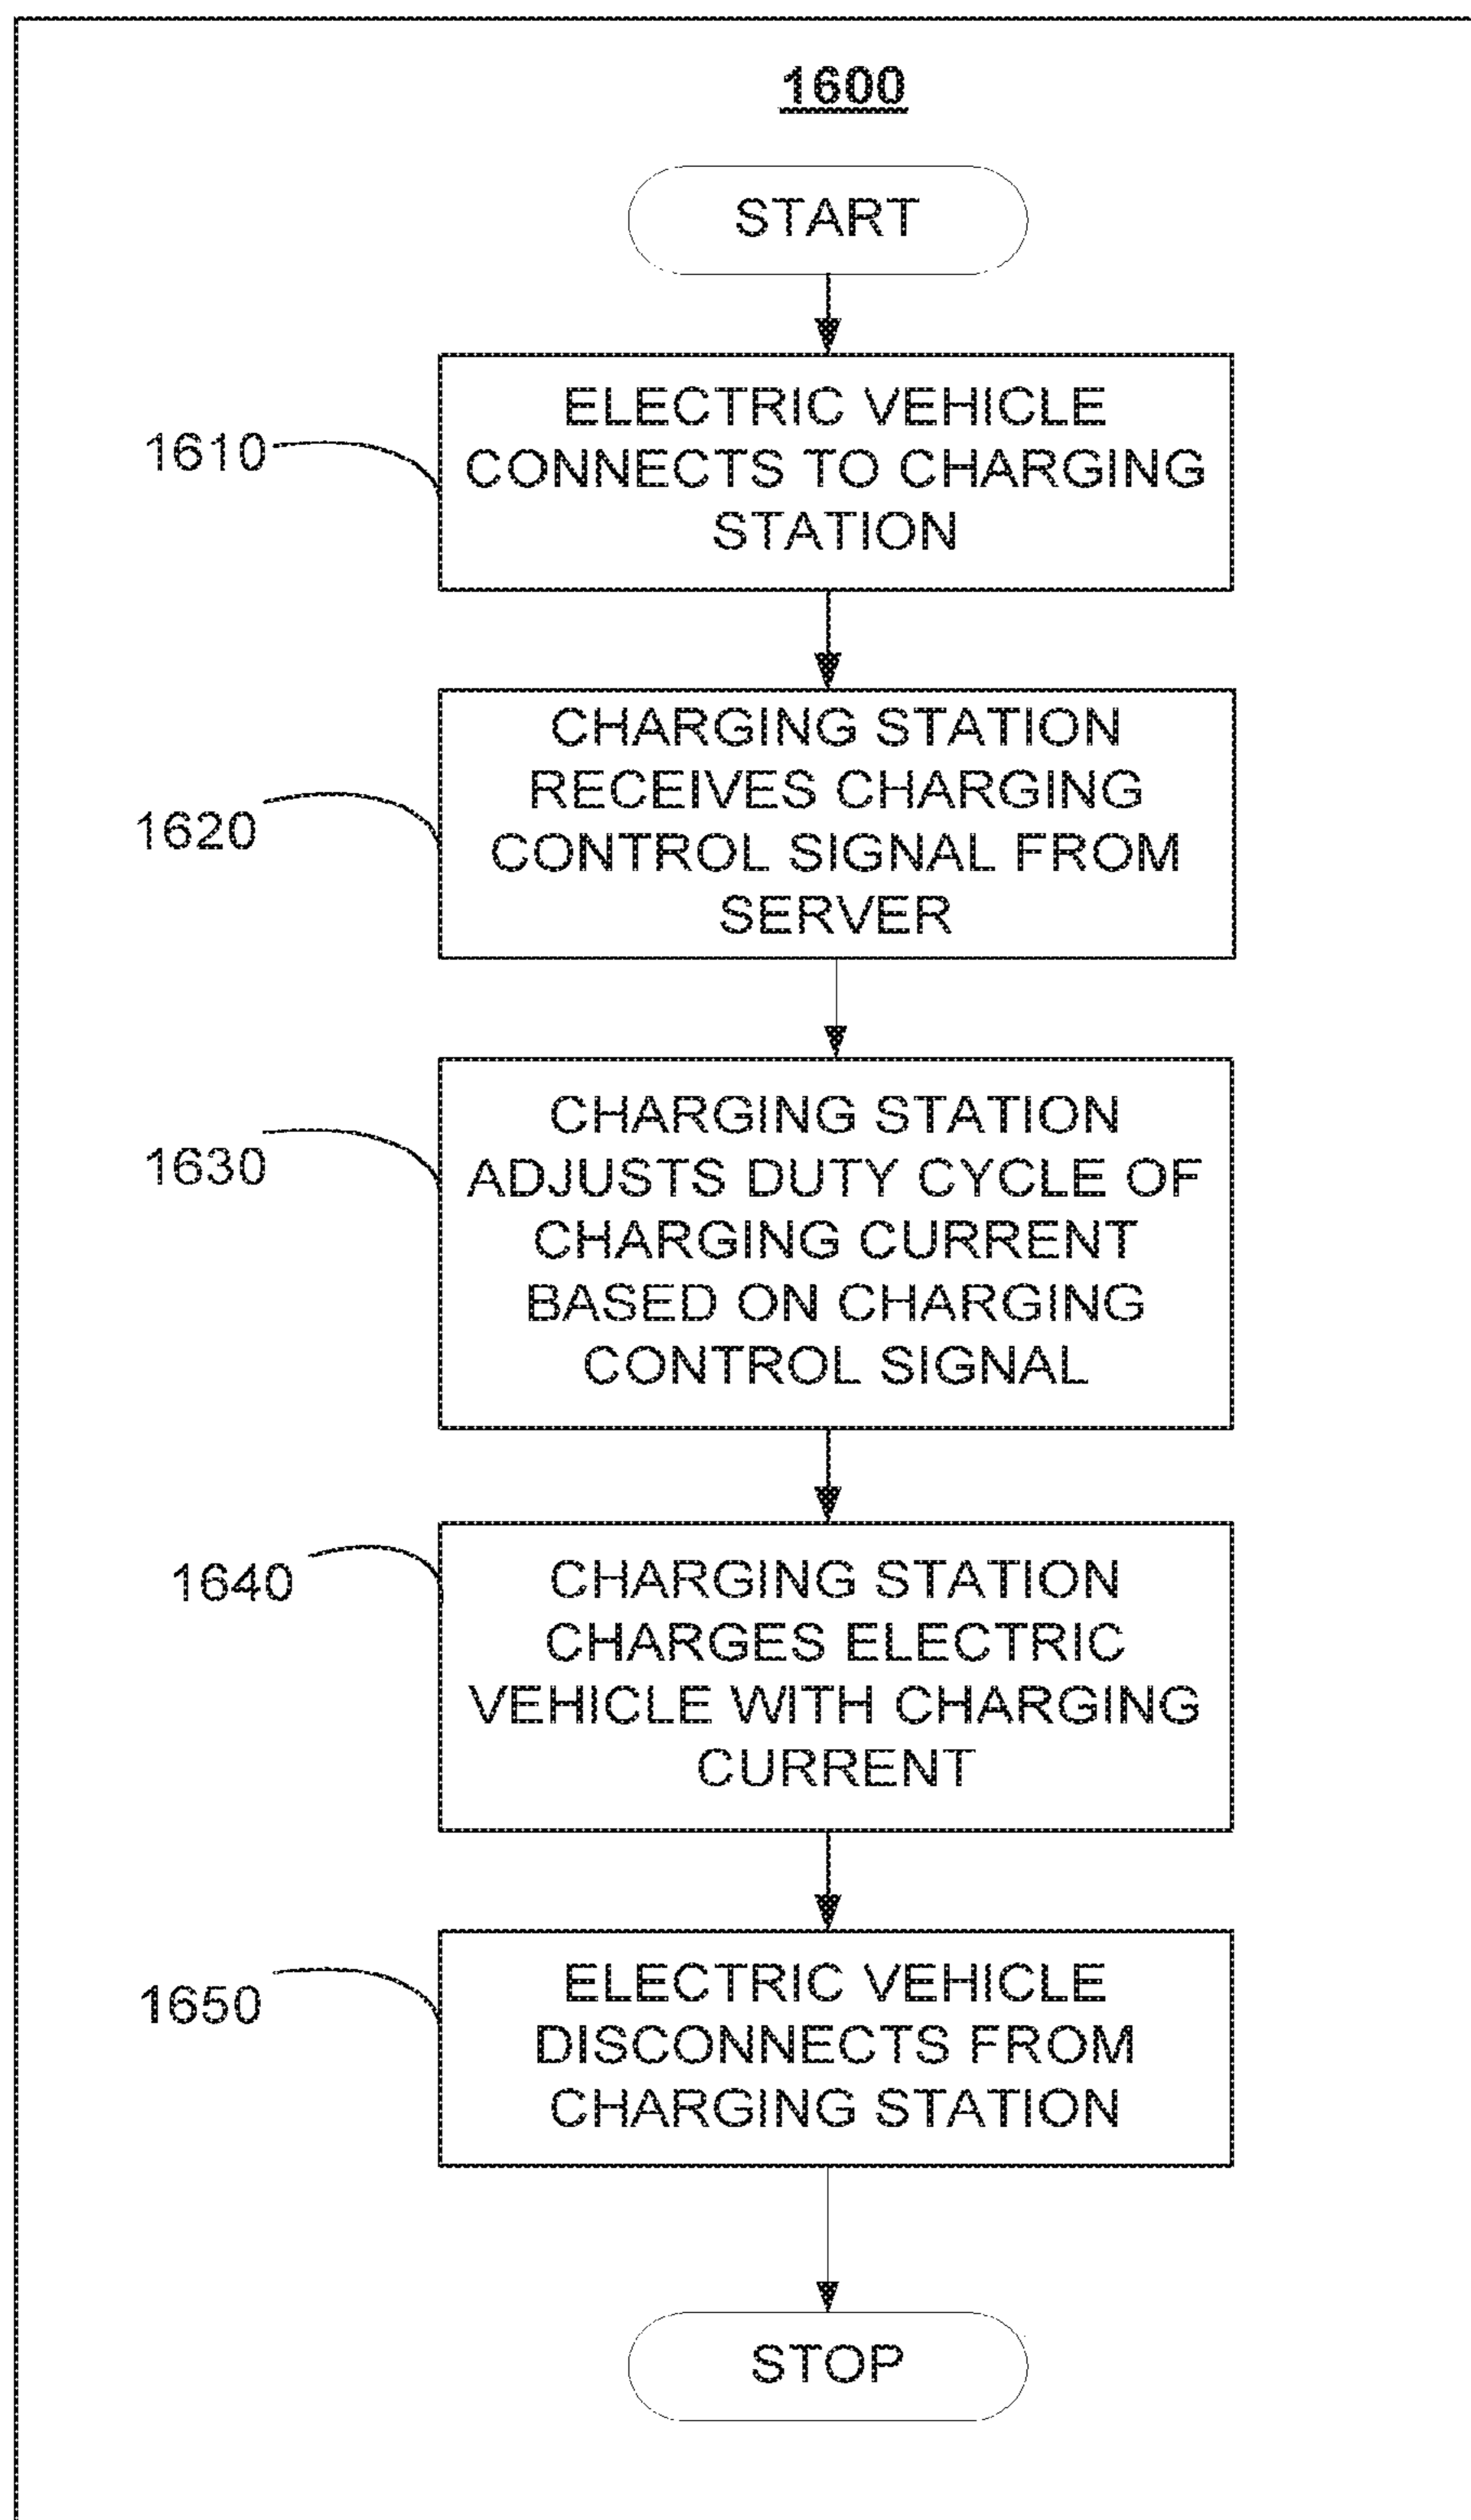 1600
START
1610
ELECTRIC VEHICLE
CONNECTS TO CHARGING
STATION
1620
CHARGING STATION
RECEIVES CHARGING
CONTROL SIGNAL FROM
SERVER
1630
CHARGING STATION
ADJUSTS DUTY CYCLE OF
CHARGING CURRENT
BASED ON CHARGING
CONTROL SIGNAL
1640
CHARGING STATION
CHARGES ELECTRIC
VEHICLE WITH CHARGING
CURRENT
1650
ELECTRIC VEHICLE
DISCONNECTS FROM
CHARGING STATION
STOP